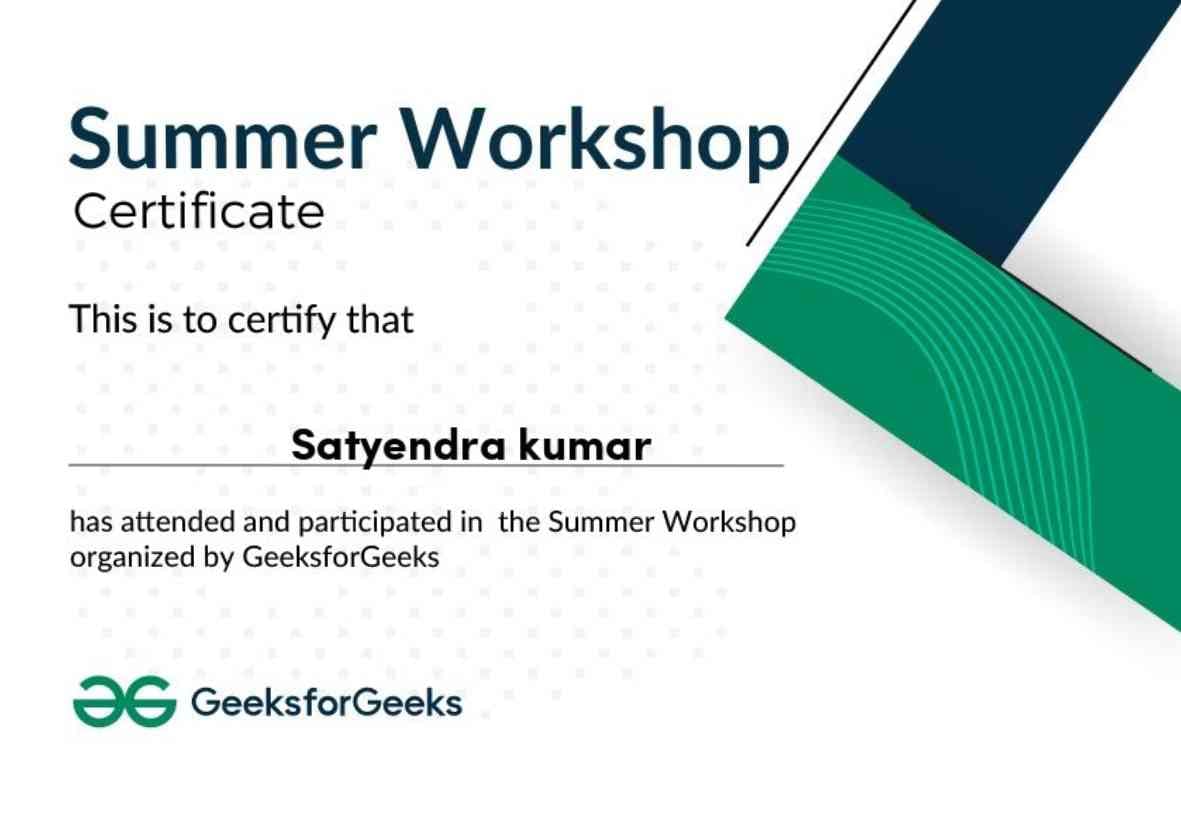 Summer Workshop
Certificate
This is to certify that
Satyendra kumar
has attended and participated in  the Summer Workshop
organized by GeeksforGeeks
GeeksforGeeks